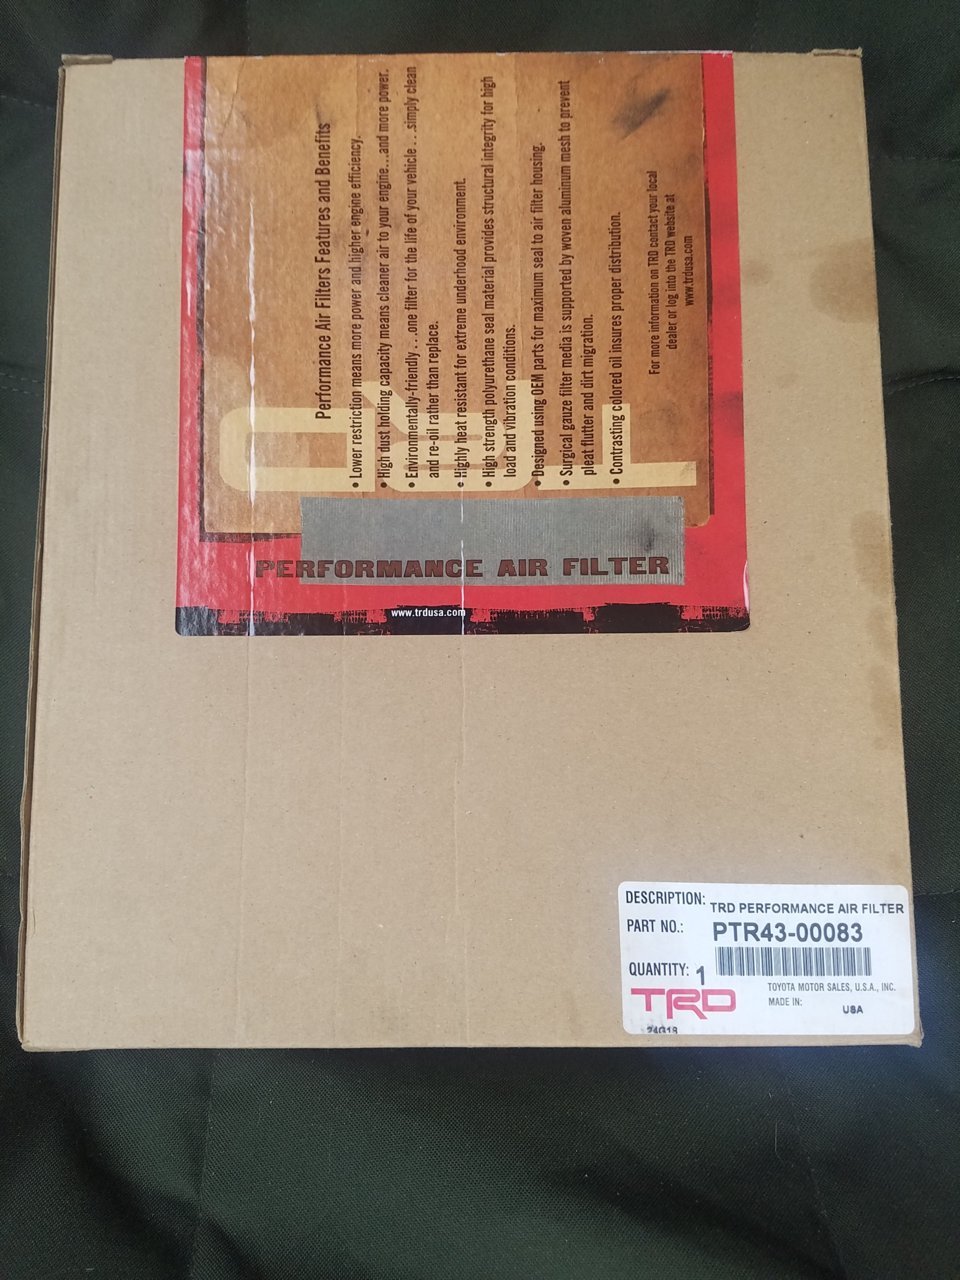 Performance Air Filters Features and Benefits
• Lower restriction means more power and higher engine efficiency.
• High dust holding capacity means cleaner air to your engine...and more power.
• Environmentally-friendly . . .one filter for the life of your vehicle . . .simply clean
and re-oil rather than replace.
• Highly heat resistant for extreme underhood environment.
• High strength polyurethane seal material provides structural integrity for high
load and vibration conditions.
• Designed using OEM parts for maximum seal to air filter housing.
• Surgical gauze filter media is supported by woven aluminum mesh to prevent
pleat flutter and dirt migration.
• Contrasting colored oil insures proper distribution.
For more information on TRD contact your local
dealer or log into the TRD website at
www.trdusa.com
PERFORMANCE AIR FILTER
www.trdusa.com
DESCRIPTION: TRD PERFORMANCE AIR FILTER
PART NO.: PTR43-00083
QUANTITY: 1
TRD
TOYOTA MOTOR SALES, U.S.A., INC.
MADE IN: USA